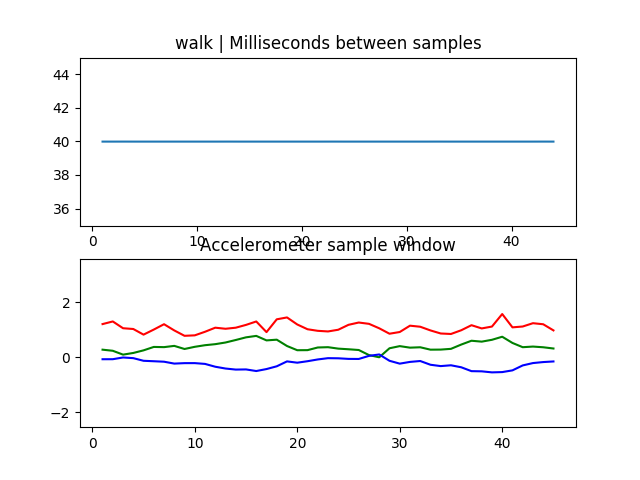 walk | Milliseconds between samples
44
42
40
38
36
0 10 20 30 40
Accelerometer sample window
2
0
−2
0 10 20 30 40